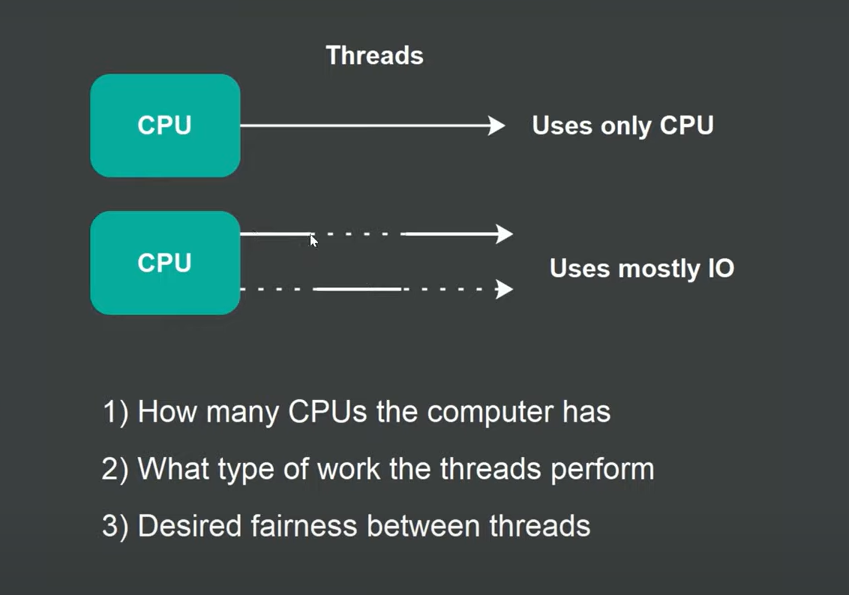 Threads
CPU
Uses only CPU
CPU
Uses mostly IO
1) How many CPUs the computer has
2) What type of work the threads perform
3) Desired fairness between threads